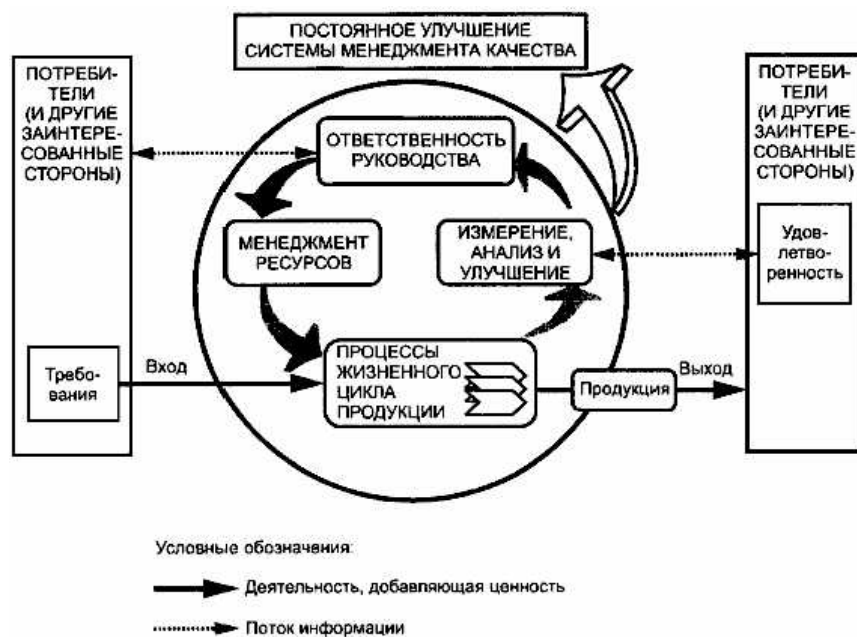 ПОСТОЯННОЕ УЛУЧШЕНИЕ
СИСТЕМЫ МЕНЕДЖМЕНТА КАЧЕСТВА
ПОТРЕБИ-
ТЕЛИ
(И ДРУГИЕ
ЗАИНТЕРЕ-
СОВАННЫЕ
СТОРОНЫ)
ПОТРЕБИ-
ТЕЛИ
(И ДРУГИЕ
ЗАИНТЕРЕ-
СОВАННЫЕ
СТОРОНЫ)
ОТВЕТСТВЕННОСТЬ
РУКОВОДСТВА
МЕНЕДЖМЕНТ
РЕСУРСОВ
ИЗМЕРЕНИЕ,
АНАЛИЗ И
УЛУЧШЕНИЕ
Удов-
летво-
ренность
Требо-
вания
Вход
ПРОЦЕССЫ
ЖИЗНЕННОГО
ЦИКЛА
ПРОДУКЦИИ
Продукция
Выход
Условные обозначения:
Деятельность, добавляющая ценность
Поток информации